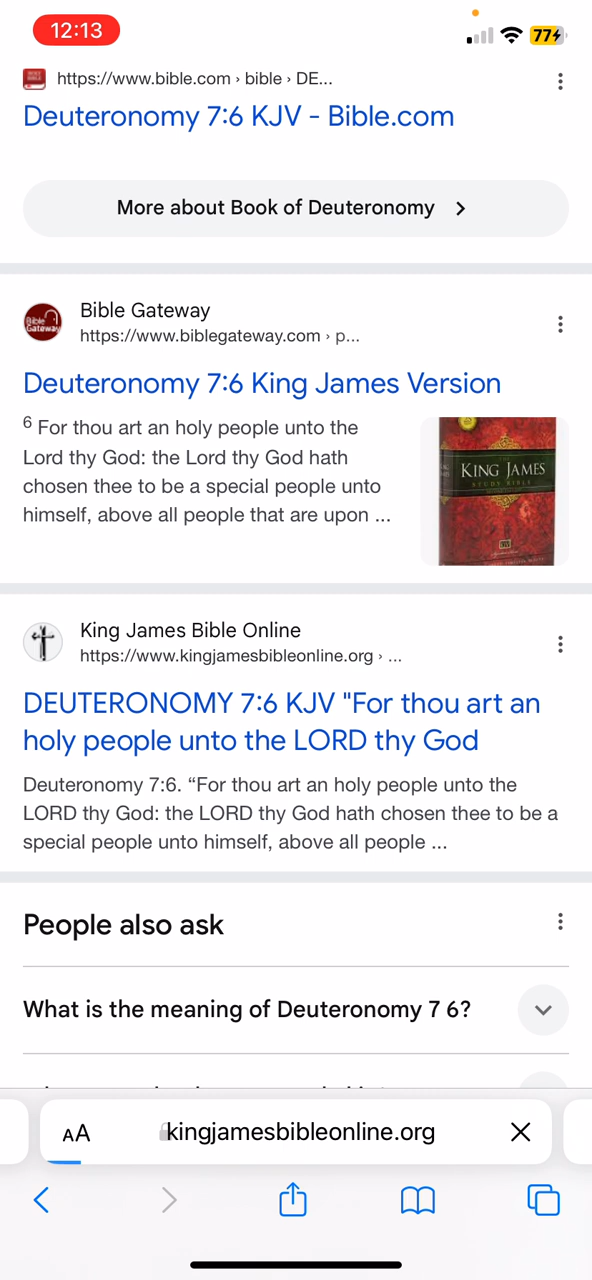 12:13
77
https://www.bible.com › bible › DE...
Deuteronomy 7:6 KJV - Bible.com
More about Book of Deuteronomy
Bible Gateway
https://www.biblegateway.com › p...
Deuteronomy 7:6 King James Version
6 For thou art an holy people unto the
Lord thy God: the Lord thy God hath
chosen thee to be a special people unto
himself, above all people that are upon ...
KING JAMES
STUDY BIBLE
King James Bible Online
https://www.kingjamesbibleonline.org › ...
DEUTERONOMY 7:6 KJV "For thou art an
holy people unto the LORD thy God
Deuteronomy 7:6. “For thou art an holy people unto the
LORD thy God: the LORD thy God hath chosen thee to be a
special people unto himself, above all people ...
People also ask
What is the meaning of Deuteronomy 7 6?
AA
kingjamesbibleonline.org